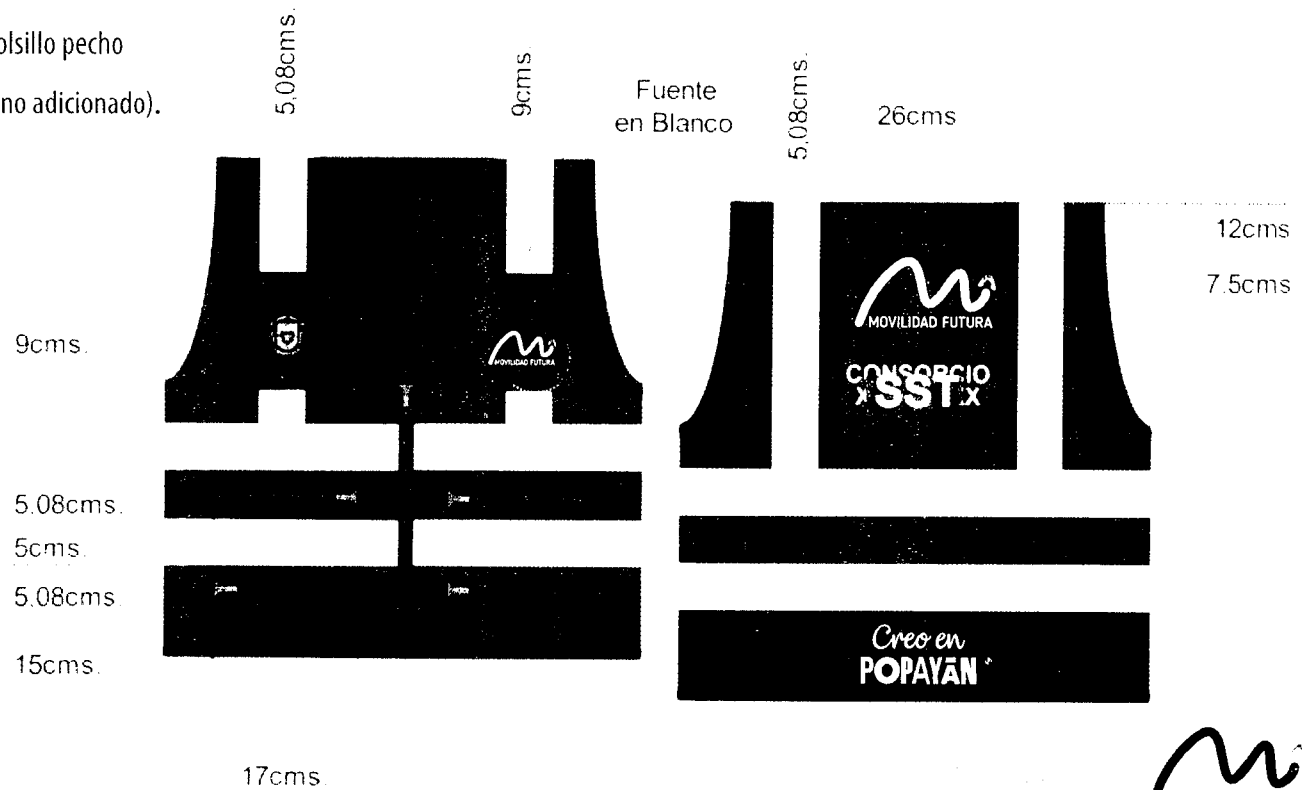 olsillo pecho
no adicionado).
5.08cms.
9cms.
Fuente
en Blanco
5.08cms.
26cms
12cms
7.5cms
9cms.
MOVILIDAD FUTURA
MOVILIDAD FUTURA
CONSORCIO
SST
X
5.08cms.
5cms.
5.08cms.
15cms.
Creo en
POPAYÁN
17cms.